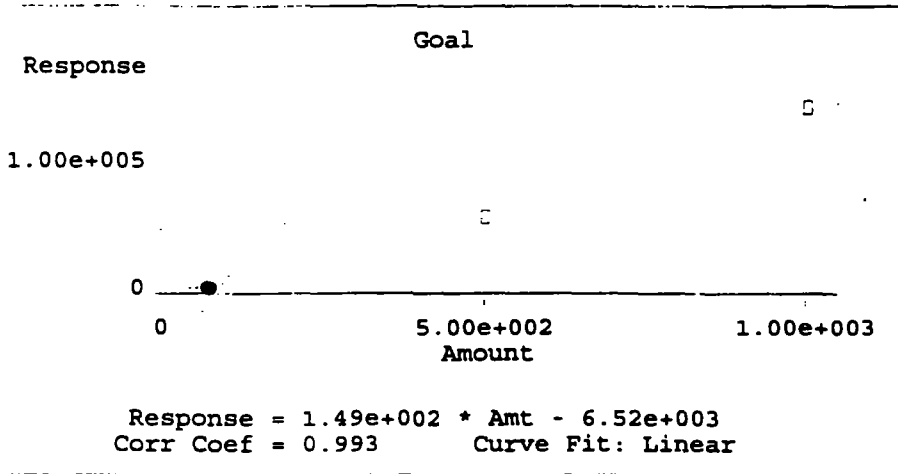 Goal
Response
1.00e+005
0
0 5.00e+002 1.00e+003
Amount
Response = 1.49e+002 * Amt - 6.52e+003
Corr Coef = 0.993 Curve Fit: Linear